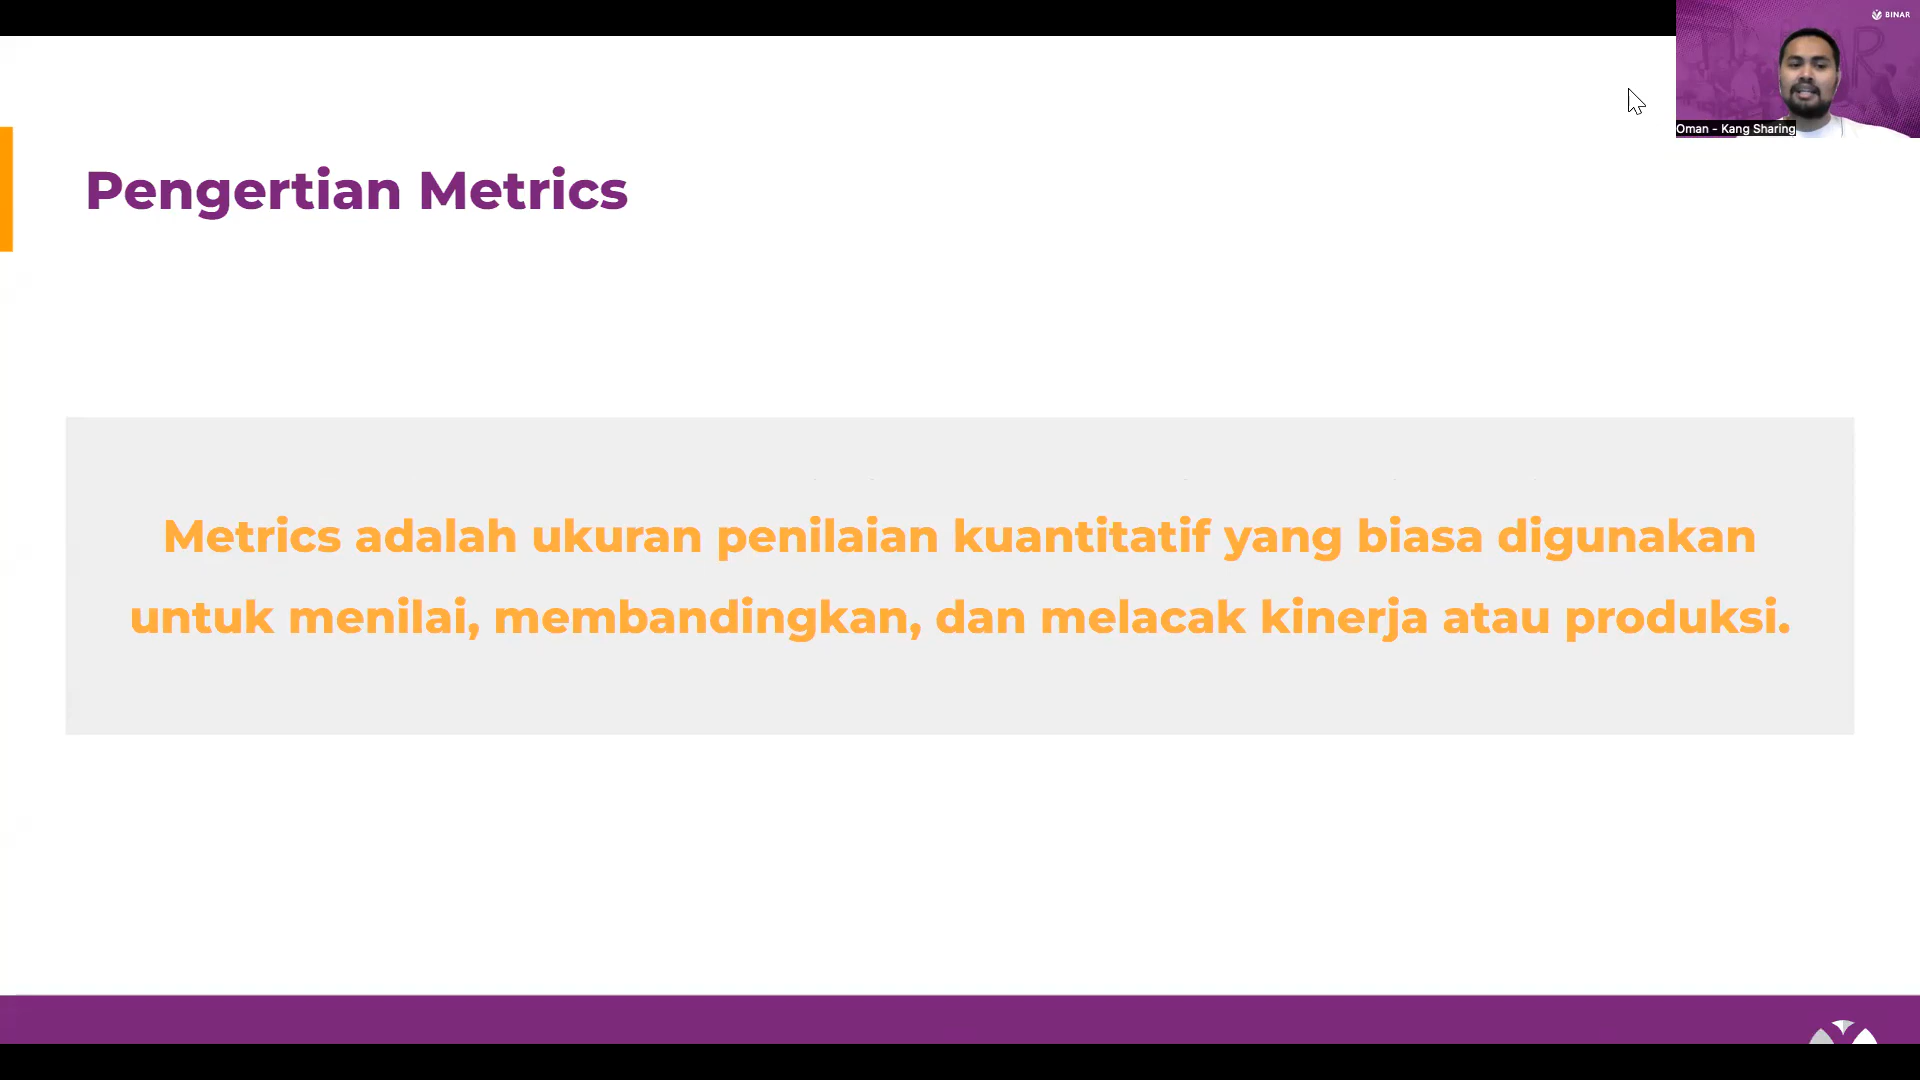 BINAR
Oman - Kang Sharing
Pengertian Metrics
Metrics adalah ukuran penilaian kuantitatif yang biasa digunakan
untuk menilai, membandingkan, dan melacak kinerja atau produksi.